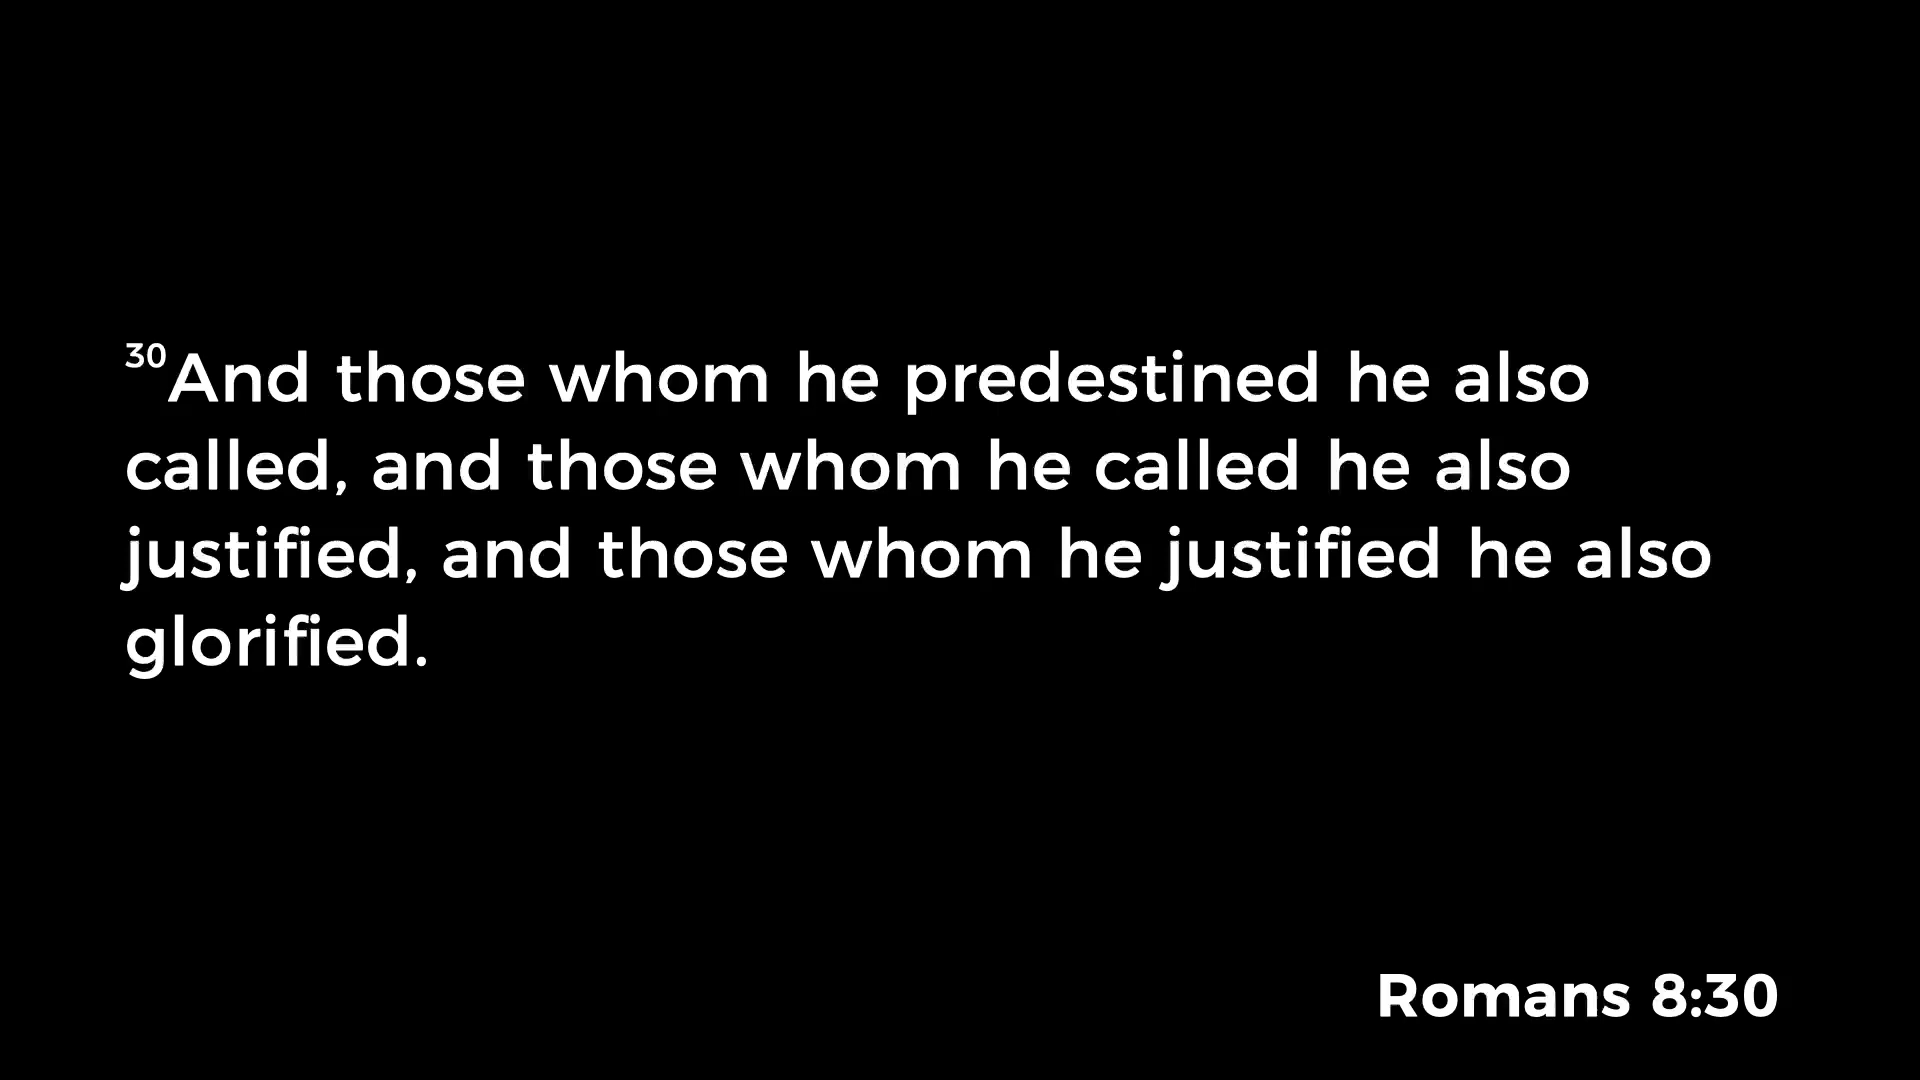 30And those whom he predestined he also
called, and those whom he called he also
justified, and those whom he justified he also
glorified.
Romans 8:30